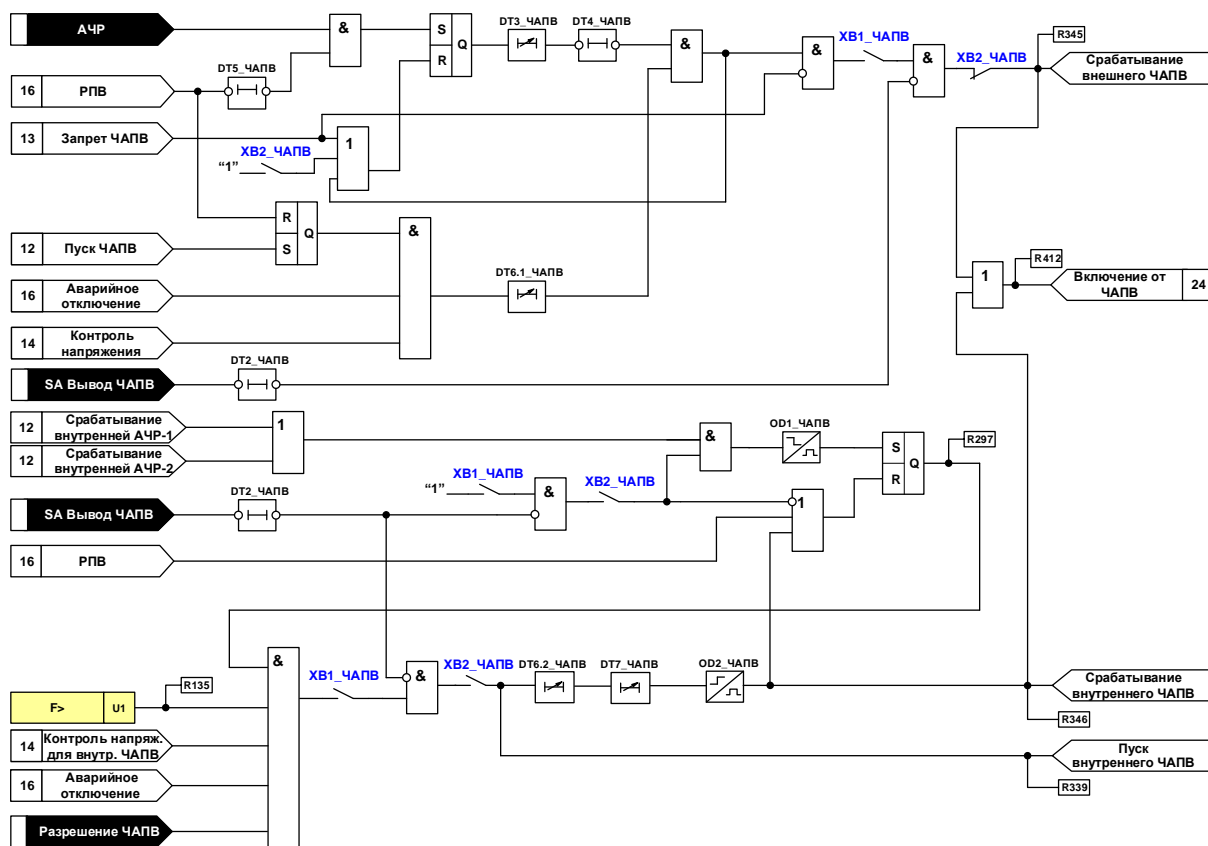 АЧР
&
S
R
Q
DT3_ЧАПВ
DT4_ЧАПВ
&
&
XB1_ЧАПВ
&
XB2_ЧАПВ
R345
Срабатывание
внешнего ЧАПВ
16 РПВ
DT5_ЧАПВ
13 Запрет ЧАПВ
“1”
XB2_ЧАПВ
1
12 Пуск ЧАПВ
R
S
Q
&
16 Аварийное
отключение
DT6.1_ЧАПВ
14 Контроль
напряжения
1
R412
Включение от
ЧАПВ
24
SA Вывод ЧАПВ
DT2_ЧАПВ
12 Срабатывание
внутренней АЧР-1
12 Срабатывание
внутренней АЧР-2
1
&
OD1_ЧАПВ
S
R
Q
R297
SA Вывод ЧАПВ
DT2_ЧАПВ
“1”
XB1_ЧАПВ
&
XB2_ЧАПВ
1
16 РПВ
F> U1
R135
14 Контроль напряж.
для внутр. ЧАПВ
16 Аварийное
отключение
Разрешение ЧАПВ
&
XB1_ЧАПВ
&
XB2_ЧАПВ
DT6.2_ЧАПВ
DT7_ЧАПВ
OD2_ЧАПВ
Срабатывание
внутреннего ЧАПВ
R346
Пуск
внутреннего ЧАПВ
R339